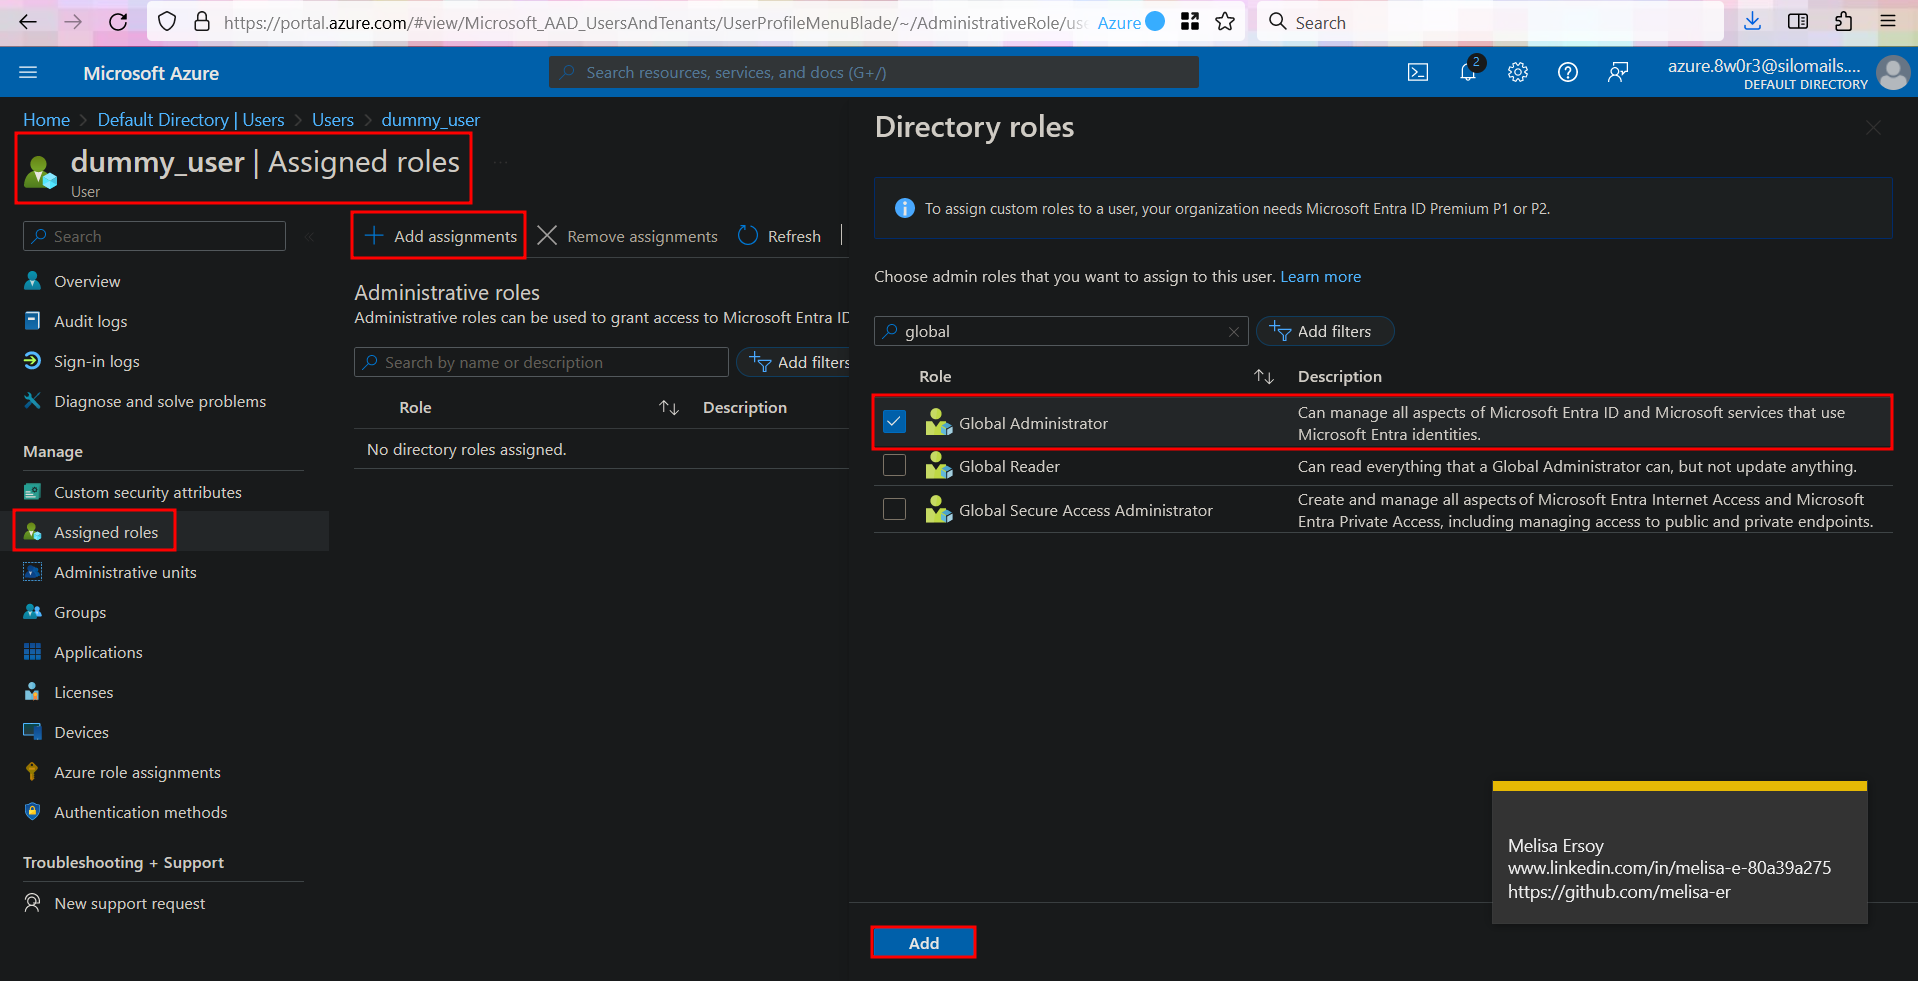 https://portal.azure.com/#view/Microsoft_AAD_UsersAndTenants/UserProfileMenuBlade/~/AdministrativeRole/us
Azure
Search
Microsoft Azure
Search resources, services, and docs (G+/)
2
azure.8w0r3@silomails....
DEFAULT DIRECTORY
Home > Default Directory | Users > Users > dummy_user
dummy_user | Assigned roles
...
User
Search
«
Overview
Audit logs
Sign-in logs
Diagnose and solve problems
Manage
Custom security attributes
Assigned roles
Administrative units
Groups
Applications
Licenses
Devices
Azure role assignments
Authentication methods
Troubleshooting + Support
New support request
Add assignments
Remove assignments
Refresh
Administrative roles
Administrative roles can be used to grant access to Microsoft Entra ID
Search by name or description
Add filters
Role
Description
No directory roles assigned.
Directory roles
To assign custom roles to a user, your organization needs Microsoft Entra ID Premium P1 or P2.
Choose admin roles that you want to assign to this user. Learn more
global
Add filters
Role
Description
Global Administrator
Can manage all aspects of Microsoft Entra ID and Microsoft services that use
Microsoft Entra identities.
Global Reader
Can read everything that a Global Administrator can, but not update anything.
Global Secure Access Administrator
Create and manage all aspects of Microsoft Entra Internet Access and Microsoft
Entra Private Access, including managing access to public and private endpoints.
Melisa Ersoy
www.linkedin.com/in/melisa-e-80a39a275
https://github.com/melisa-er
Add